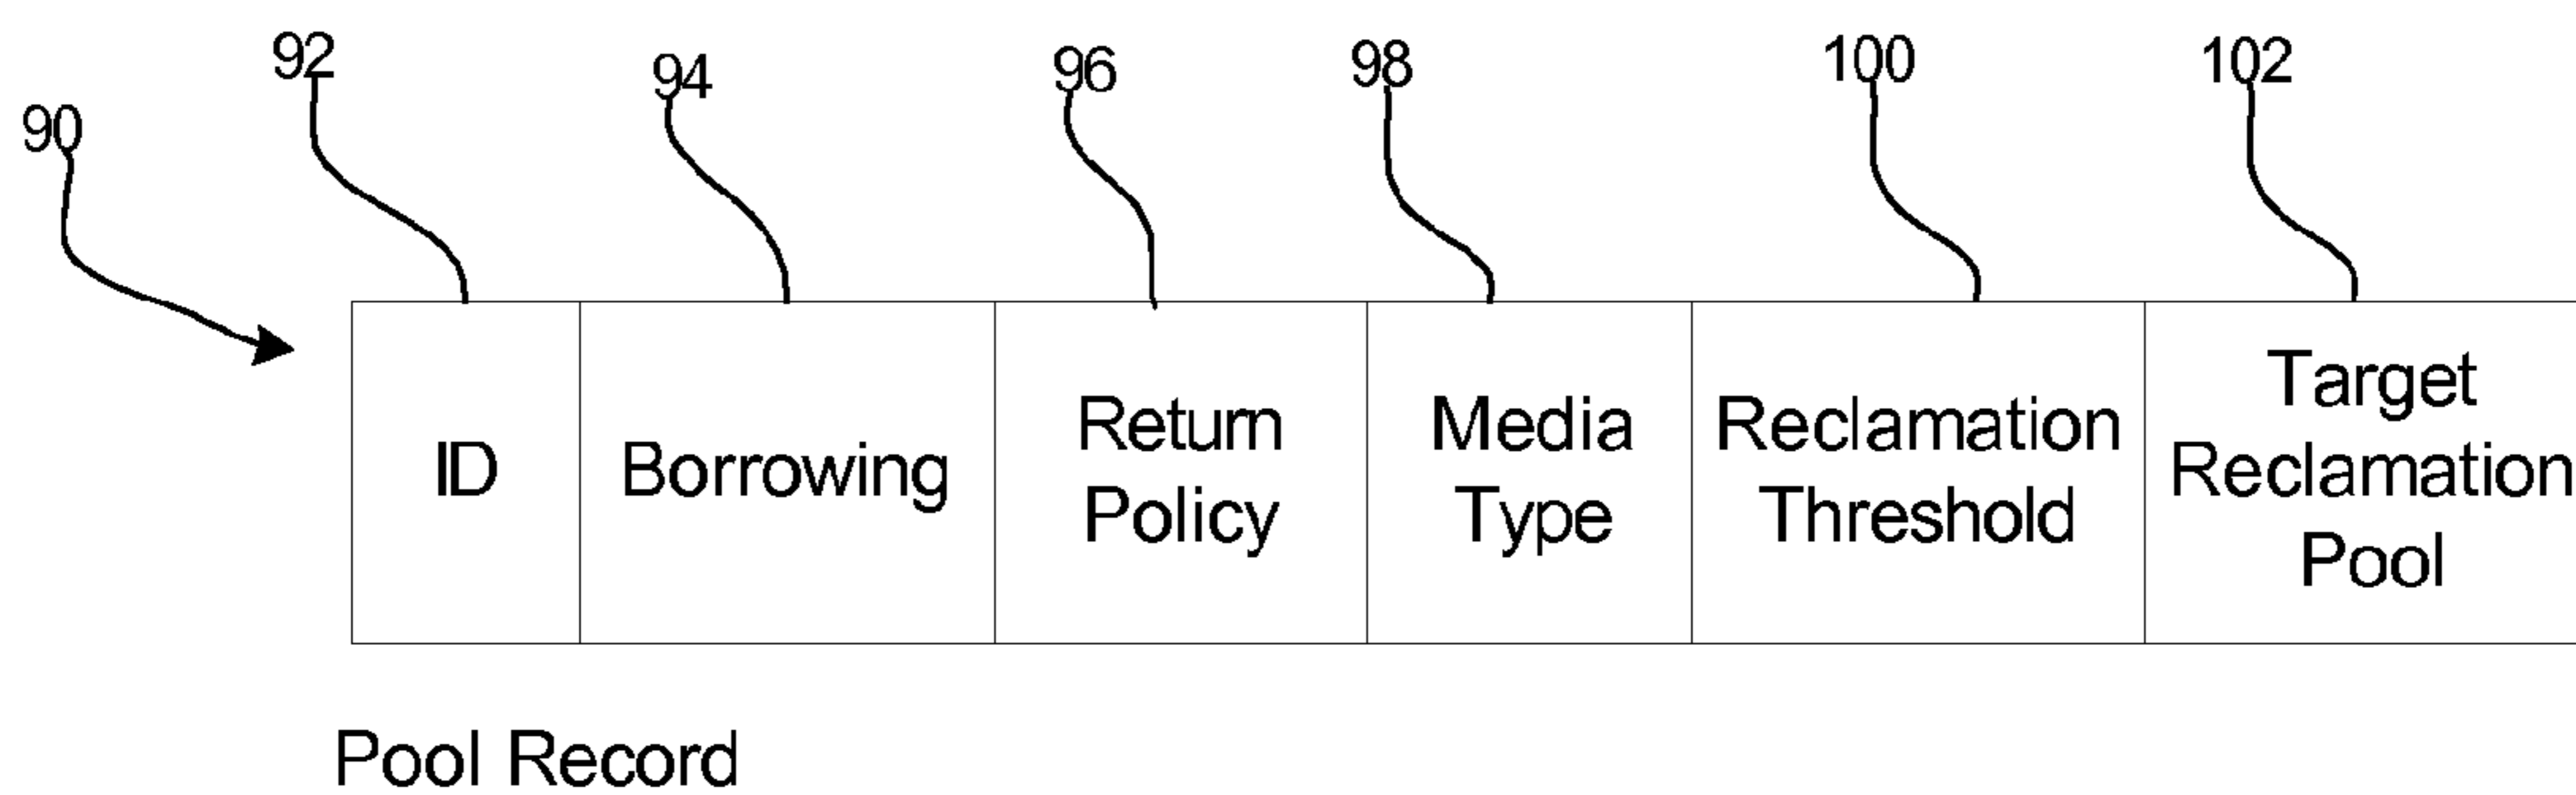 92 94 96 98 100 102
90
ID Borrowing Return Policy Media Type Reclamation Threshold Target Reclamation Pool
Pool Record